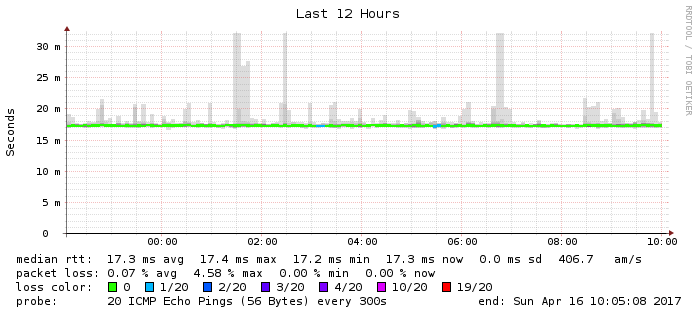 Last 12 Hours
RRDTOOL / TOBI OETIKER
Seconds
30 m
25 m
20 m
15 m
10 m
5 m
0
00:00 02:00 04:00 06:00 08:00 10:00
median rtt: 17.3 ms avg 17.4 ms max 17.2 ms min 17.3 ms now 0.0 ms sd 406.7 am/s
packet loss: 0.07 % avg 4.58 % max 0.00 % min 0.00 % now
loss color: 0 1/20 2/20 3/20 4/20 10/20 19/20
probe: 20 ICMP Echo Pings (56 Bytes) every 300s end: Sun Apr 16 10:05:08 2017